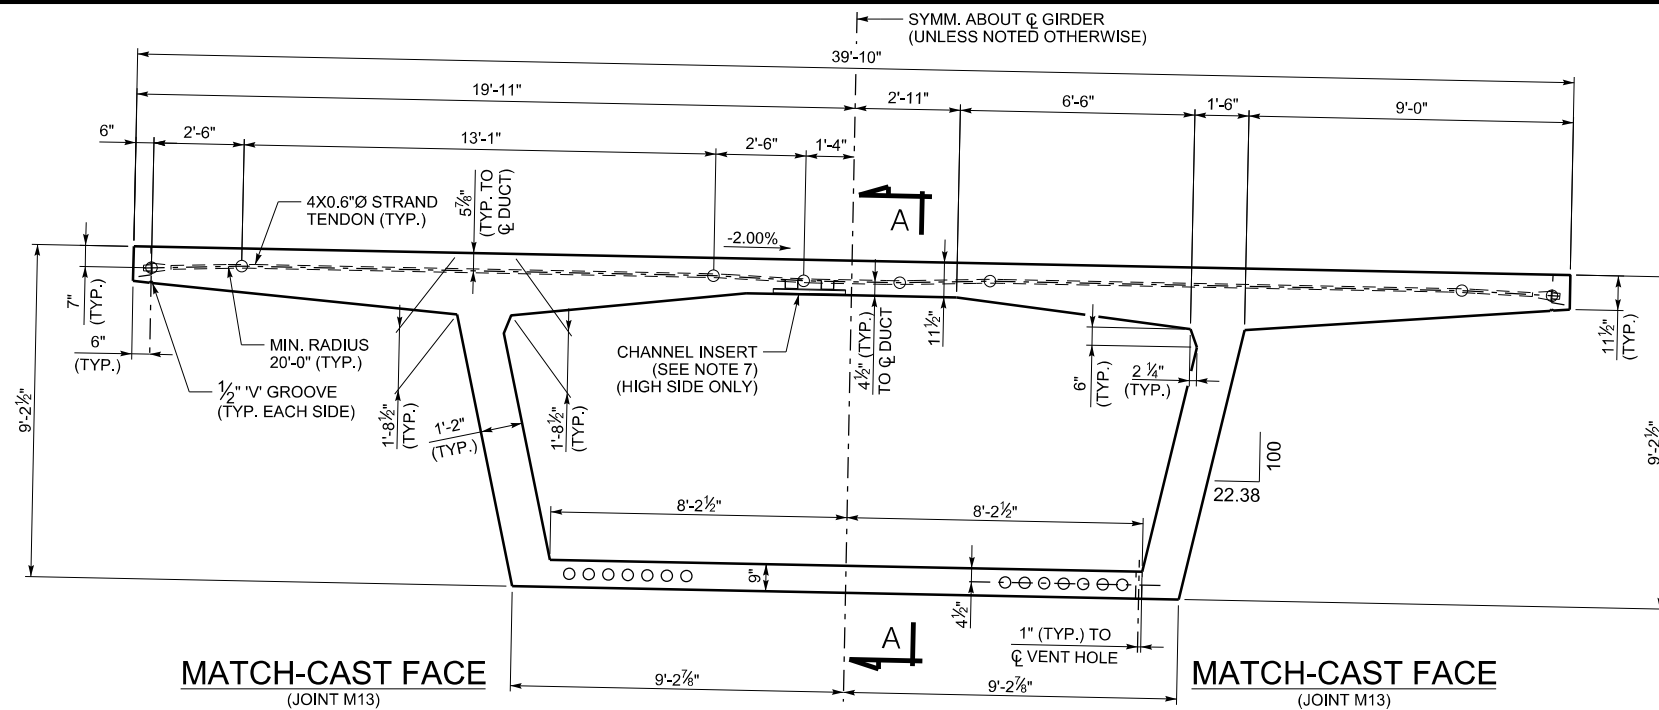 SYMM. ABOUT ℄ GIRDER
(UNLESS NOTED OTHERWISE)
39'-10"
19'-11"
2'-11"
6'-6"
1'-6"
9'-0"
6"
2'-6"
13'-1"
2'-6"
1'-4"
4X0.6"Ø STRAND
TENDON (TYP.)
5⅞"
(TYP. TO
℄ DUCT)
A
-2.00%
7"
(TYP.)
6"
(TYP.)
MIN. RADIUS
20'-0" (TYP.)
½" 'V' GROOVE
(TYP. EACH SIDE)
CHANNEL INSERT
(SEE NOTE 7)
(HIGH SIDE ONLY)
4½" (TYP.)
TO ℄ DUCT
11½"
6"
(TYP.)
2 ¼"
(TYP.)
11½"
(TYP.)
9'-2½"
1'-8½"
(TYP.)
1'-2"
(TYP.)
1'-8½"
(TYP.)
100
22.38
9'-2½"
8'-2½"
8'-2½"
9"
4½"
1" (TYP.) TO
℄ VENT HOLE
A
MATCH-CAST FACE
(JOINT M13)
9'-2⅞"
9'-2⅞"
MATCH-CAST FACE
(JOINT M13)